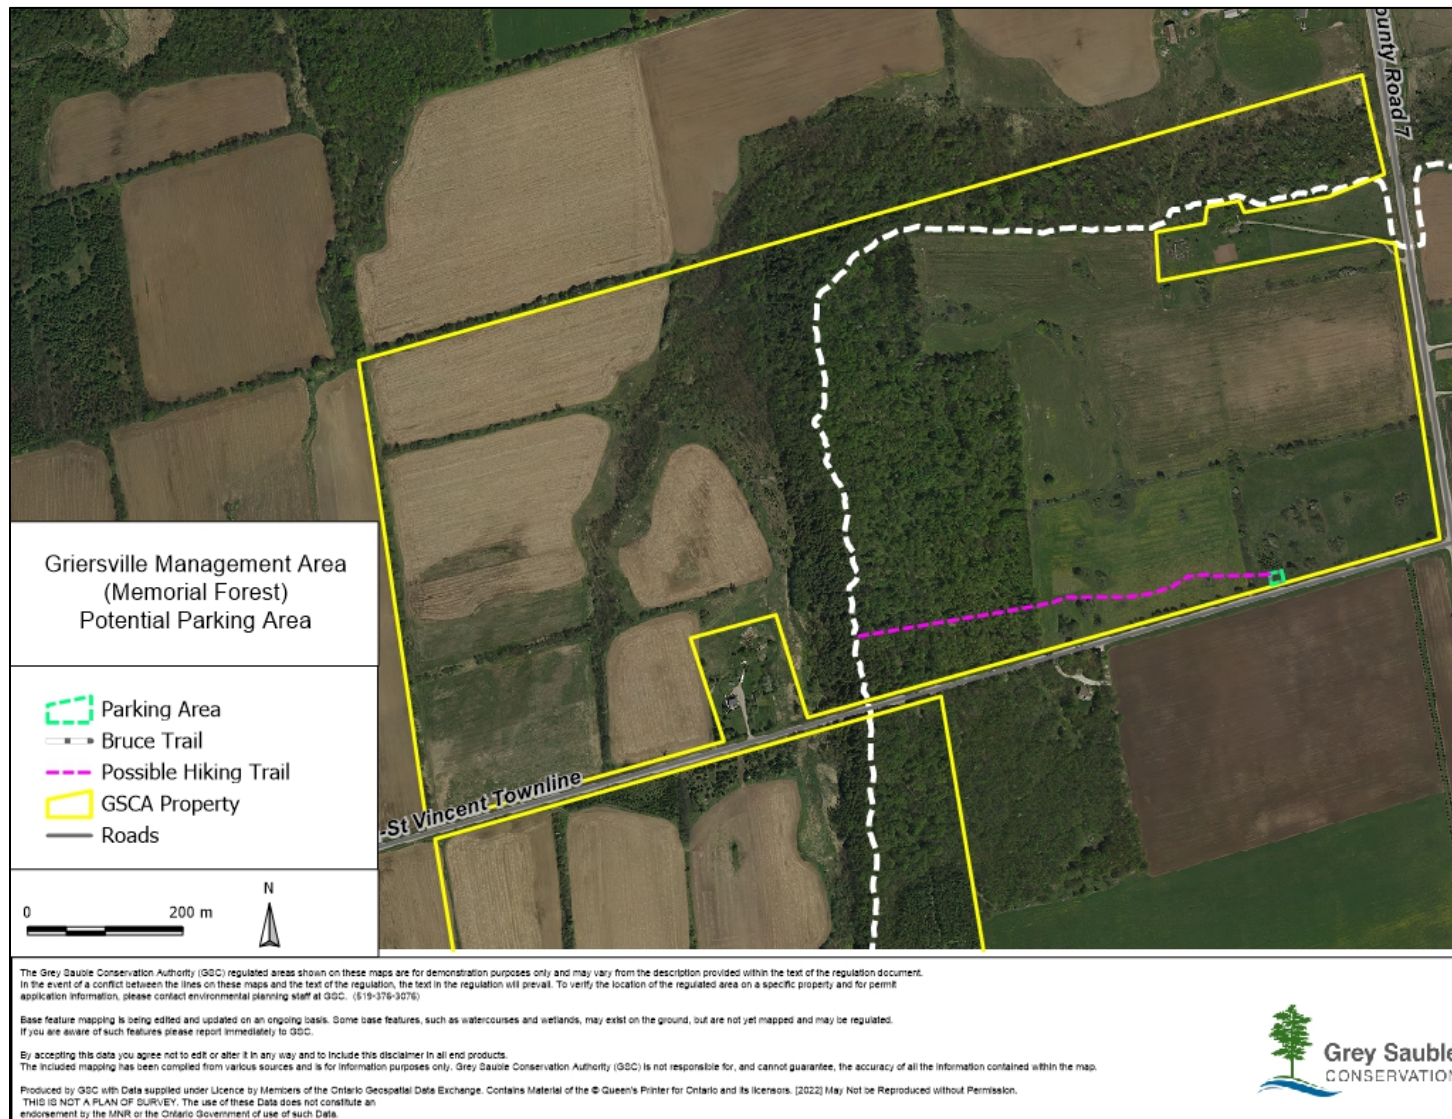 ounty Road 7
-St Vincent Townline
Griersville Management Area
(Memorial Forest)
Potential Parking Area
Parking Area
Bruce Trail
Possible Hiking Trail
GSCA Property
Roads
0 200 m
N
The Grey Sauble Conservation Authority (GSC) regulated areas shown on these maps are for demonstration purposes only and may vary from the description provided within the text of the regulation document.
In the event of a conflict between the lines on these maps and the text of the regulation, the text in the regulation will prevail. To verify the location of the regulated area on a specific property and for permit
application information, please contact environmental planning staff at GSC. (519-376-3076)
Base feature mapping is being edited and updated on an ongoing basis. Some base features, such as watercourses and wetlands, may exist on the ground, but are not yet mapped and may be regulated.
If you are aware of such features please report immediately to GSC.
By accepting this data you agree not to edit or alter it in any way and to include this disclaimer in all end products.
The included mapping has been compiled from various sources and is for information purposes only. Grey Sauble Conservation Authority (GSC) is not responsible for, and cannot guarantee, the accuracy of all the information contained within the map.
Produced by GSC with Data supplied under Licence by Members of the Ontario Geospatial Data Exchange. Contains Material of the © Queen's Printer for Ontario and its licensors. [2022] May Not be Reproduced without Permission.
THIS IS NOT A PLAN OF SURVEY. The use of these Data does not constitute an
endorsement by the MNR or the Ontario Government of use of such Data.
Grey Sauble
CONSERVATION